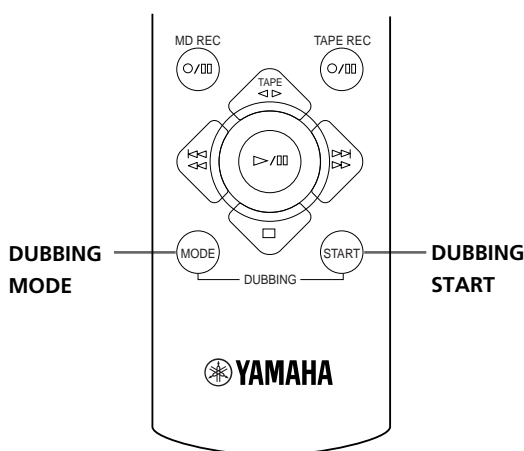 MD REC
TAPE REC
TAPE
DUBBING
MODE
MODE
START
DUBBING
START
DUBBING
YAMAHA